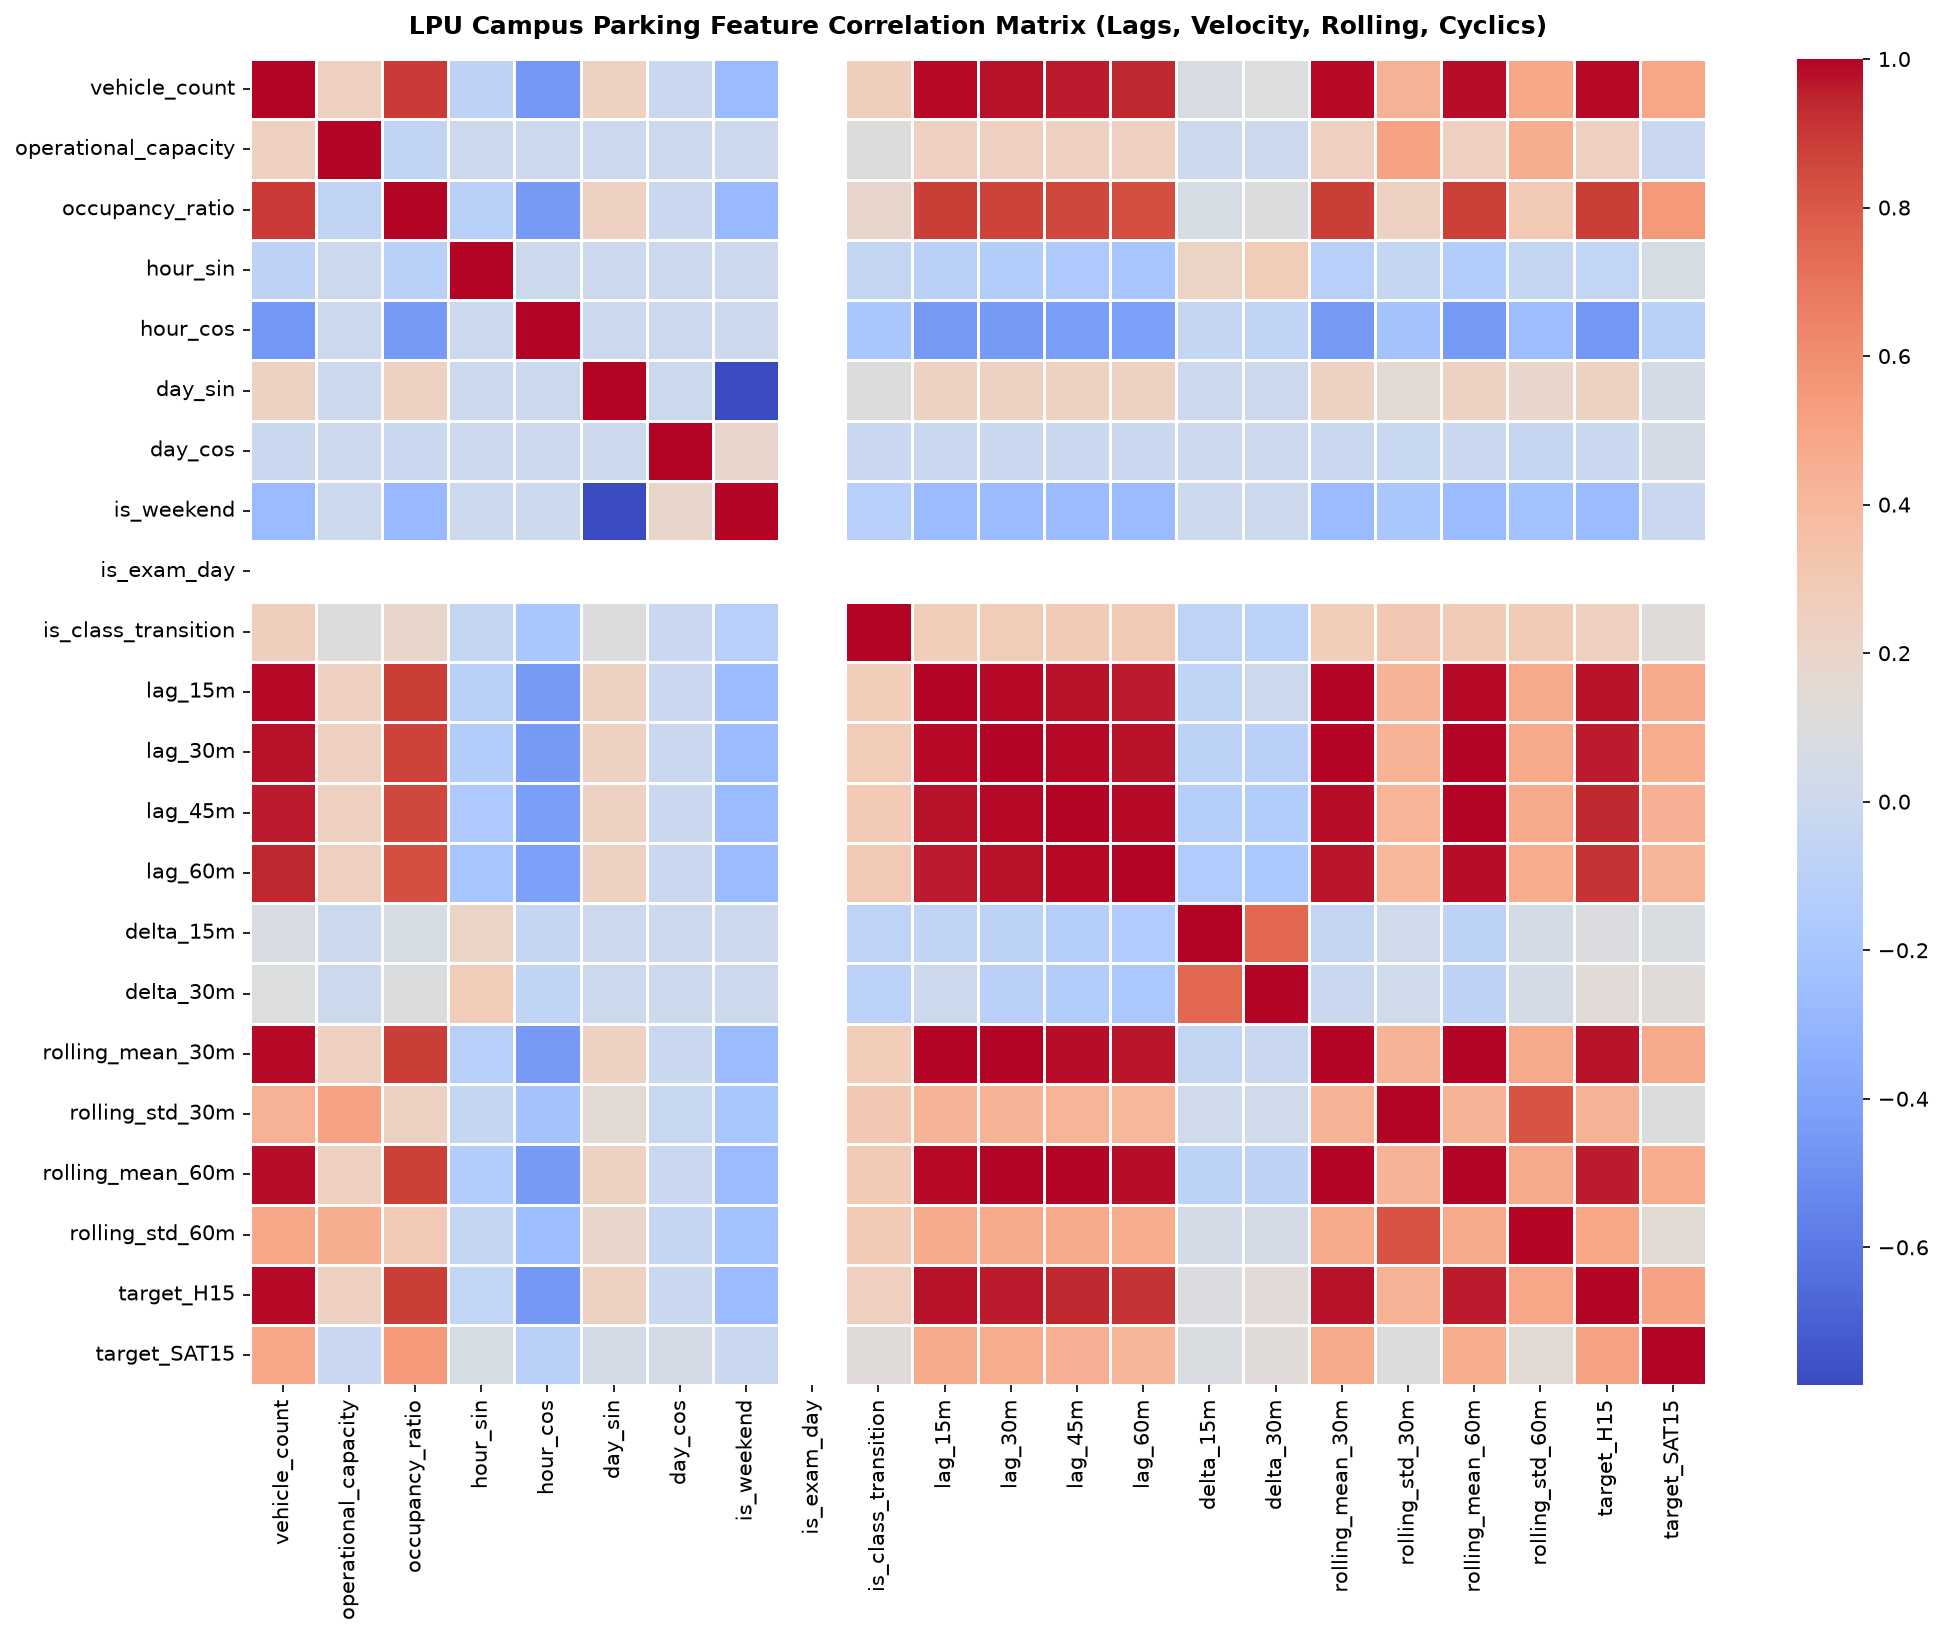 LPU Campus Parking Feature Correlation Matrix (Lags, Velocity, Rolling, Cyclics)
vehicle_count
operational_capacity
occupancy_ratio
hour_sin
hour_cos
day_sin
day_cos
is_weekend
is_exam_day
is_class_transition
lag_15m
lag_30m
lag_45m
lag_60m
delta_15m
delta_30m
rolling_mean_30m
rolling_std_30m
rolling_mean_60m
rolling_std_60m
target_H15
target_SAT15
vehicle_count
operational_capacity
occupancy_ratio
hour_sin
hour_cos
day_sin
day_cos
is_weekend
is_exam_day
is_class_transition
lag_15m
lag_30m
lag_45m
lag_60m
delta_15m
delta_30m
rolling_mean_30m
rolling_std_30m
rolling_mean_60m
rolling_std_60m
target_H15
target_SAT15
1.0
0.8
0.6
0.4
0.2
0.0
−0.2
−0.4
−0.6